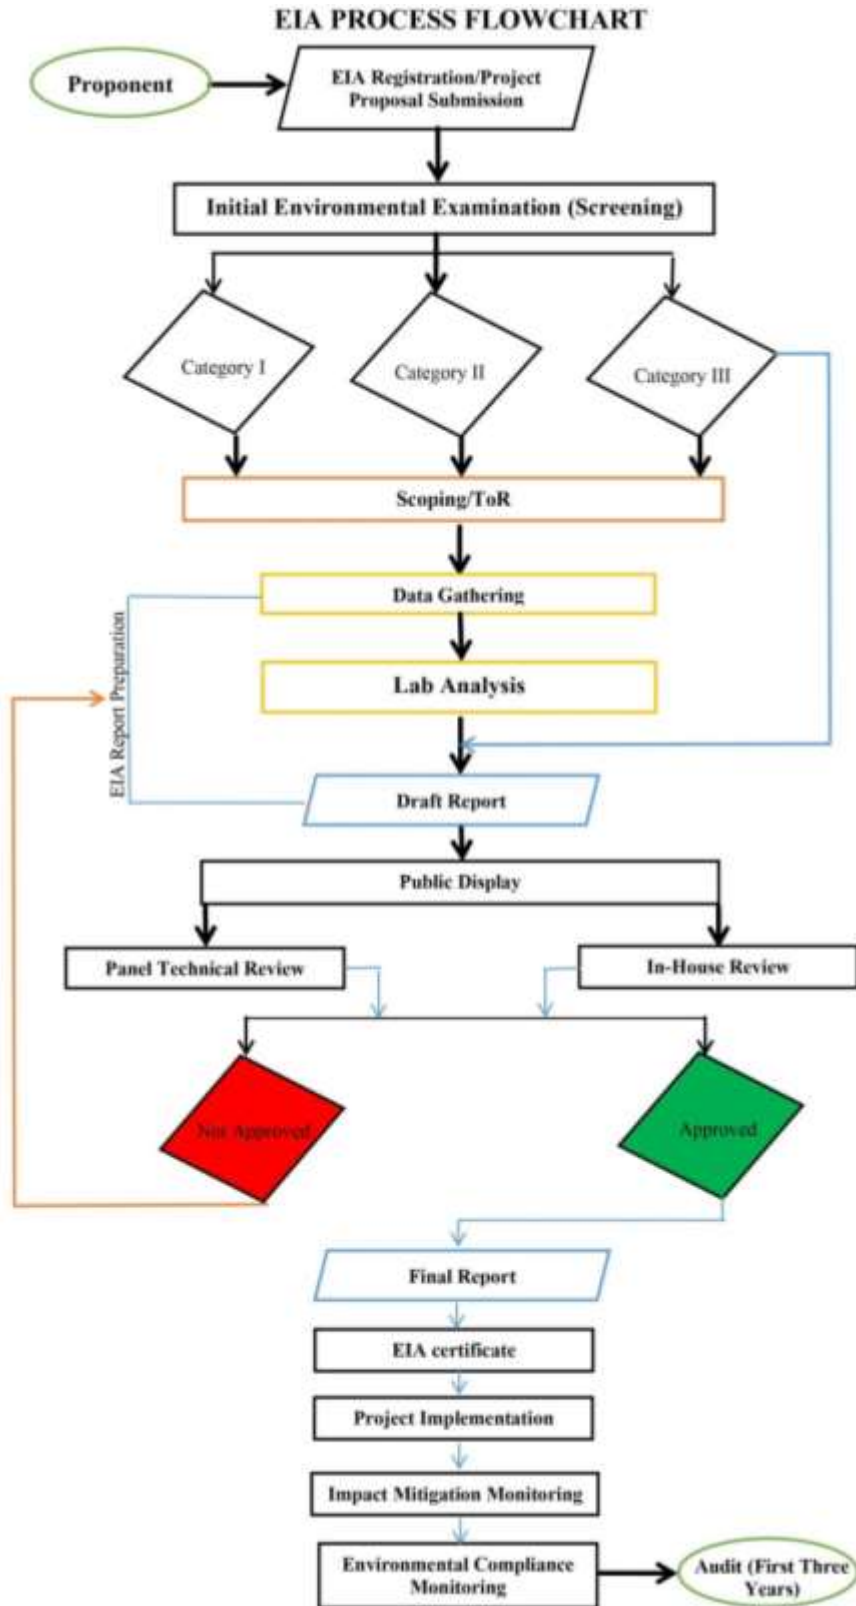 EIA PROCESS FLOWCHART
Proponent
EIA Registration/Project
Proposal Submission
Initial Environmental Examination (Screening)
Category I
Category II
Category III
Scoping/ToR
Data Gathering
EIA Report Preparation
Lab Analysis
Draft Report
Public Display
Panel Technical Review
In-House Review
Not Approved
Approved
Final Report
EIA certificate
Project Implementation
Impact Mitigation Monitoring
Environmental Compliance
Monitoring
Audit (First Three
Years)